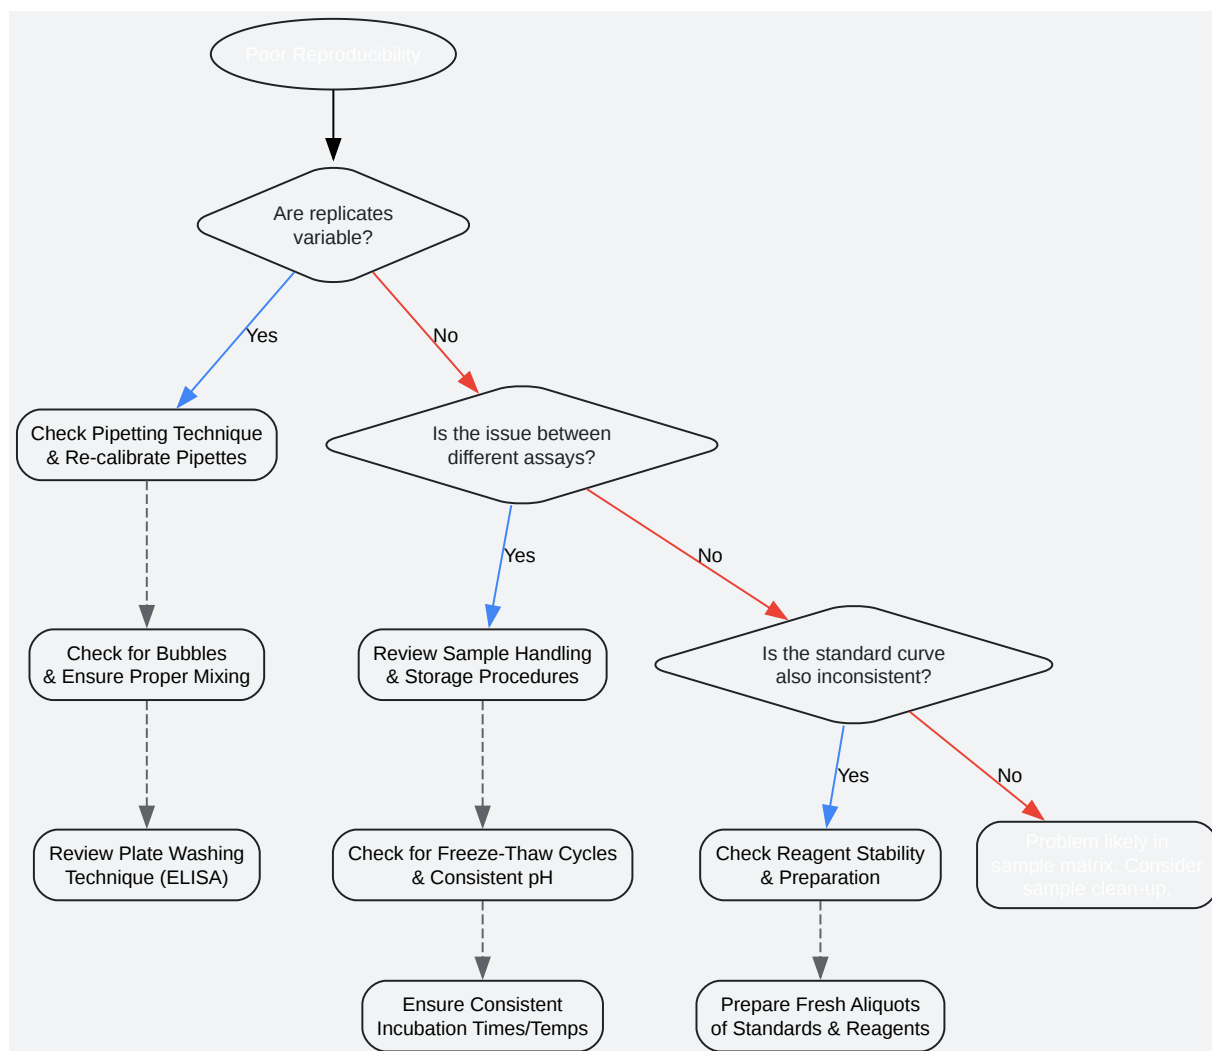 Poor Reproducibility
Are replicates
variable?
Yes
No
Check Pipetting Technique
& Re-calibrate Pipettes
Is the issue between
different assays?
Yes
No
Check for Bubbles
& Ensure Proper Mixing
Review Sample Handling
& Storage Procedures
Is the standard curve
also inconsistent?
Yes
No
Review Plate Washing
Technique (ELISA)
Check for Freeze-Thaw Cycles
& Consistent pH
Check Reagent Stability
& Preparation
Problem likely in
sample matrix. Consider
sample clean-up.
Ensure Consistent
Incubation Times/Temps
Prepare Fresh Aliquots
of Standards & Reagents